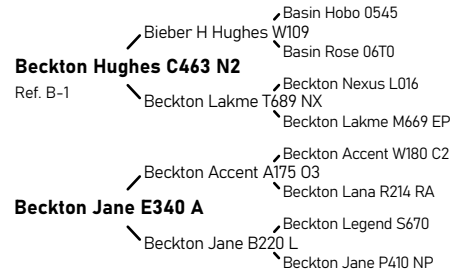 Basin Hobo 0545
Bieber H Hughes W109
Basin Rose 06T0
Beckton Hughes C463 N2
Ref. B-1
Beckton Nexus L016
Beckton Lakme T689 NX
Beckton Lakme M669 EP
Beckton Accent W180 C2
Beckton Accent A175 O3
Beckton Lana R214 RA
Beckton Jane E340 A
Beckton Legend S670
Beckton Jane B220 L
Beckton Jane P410 NP